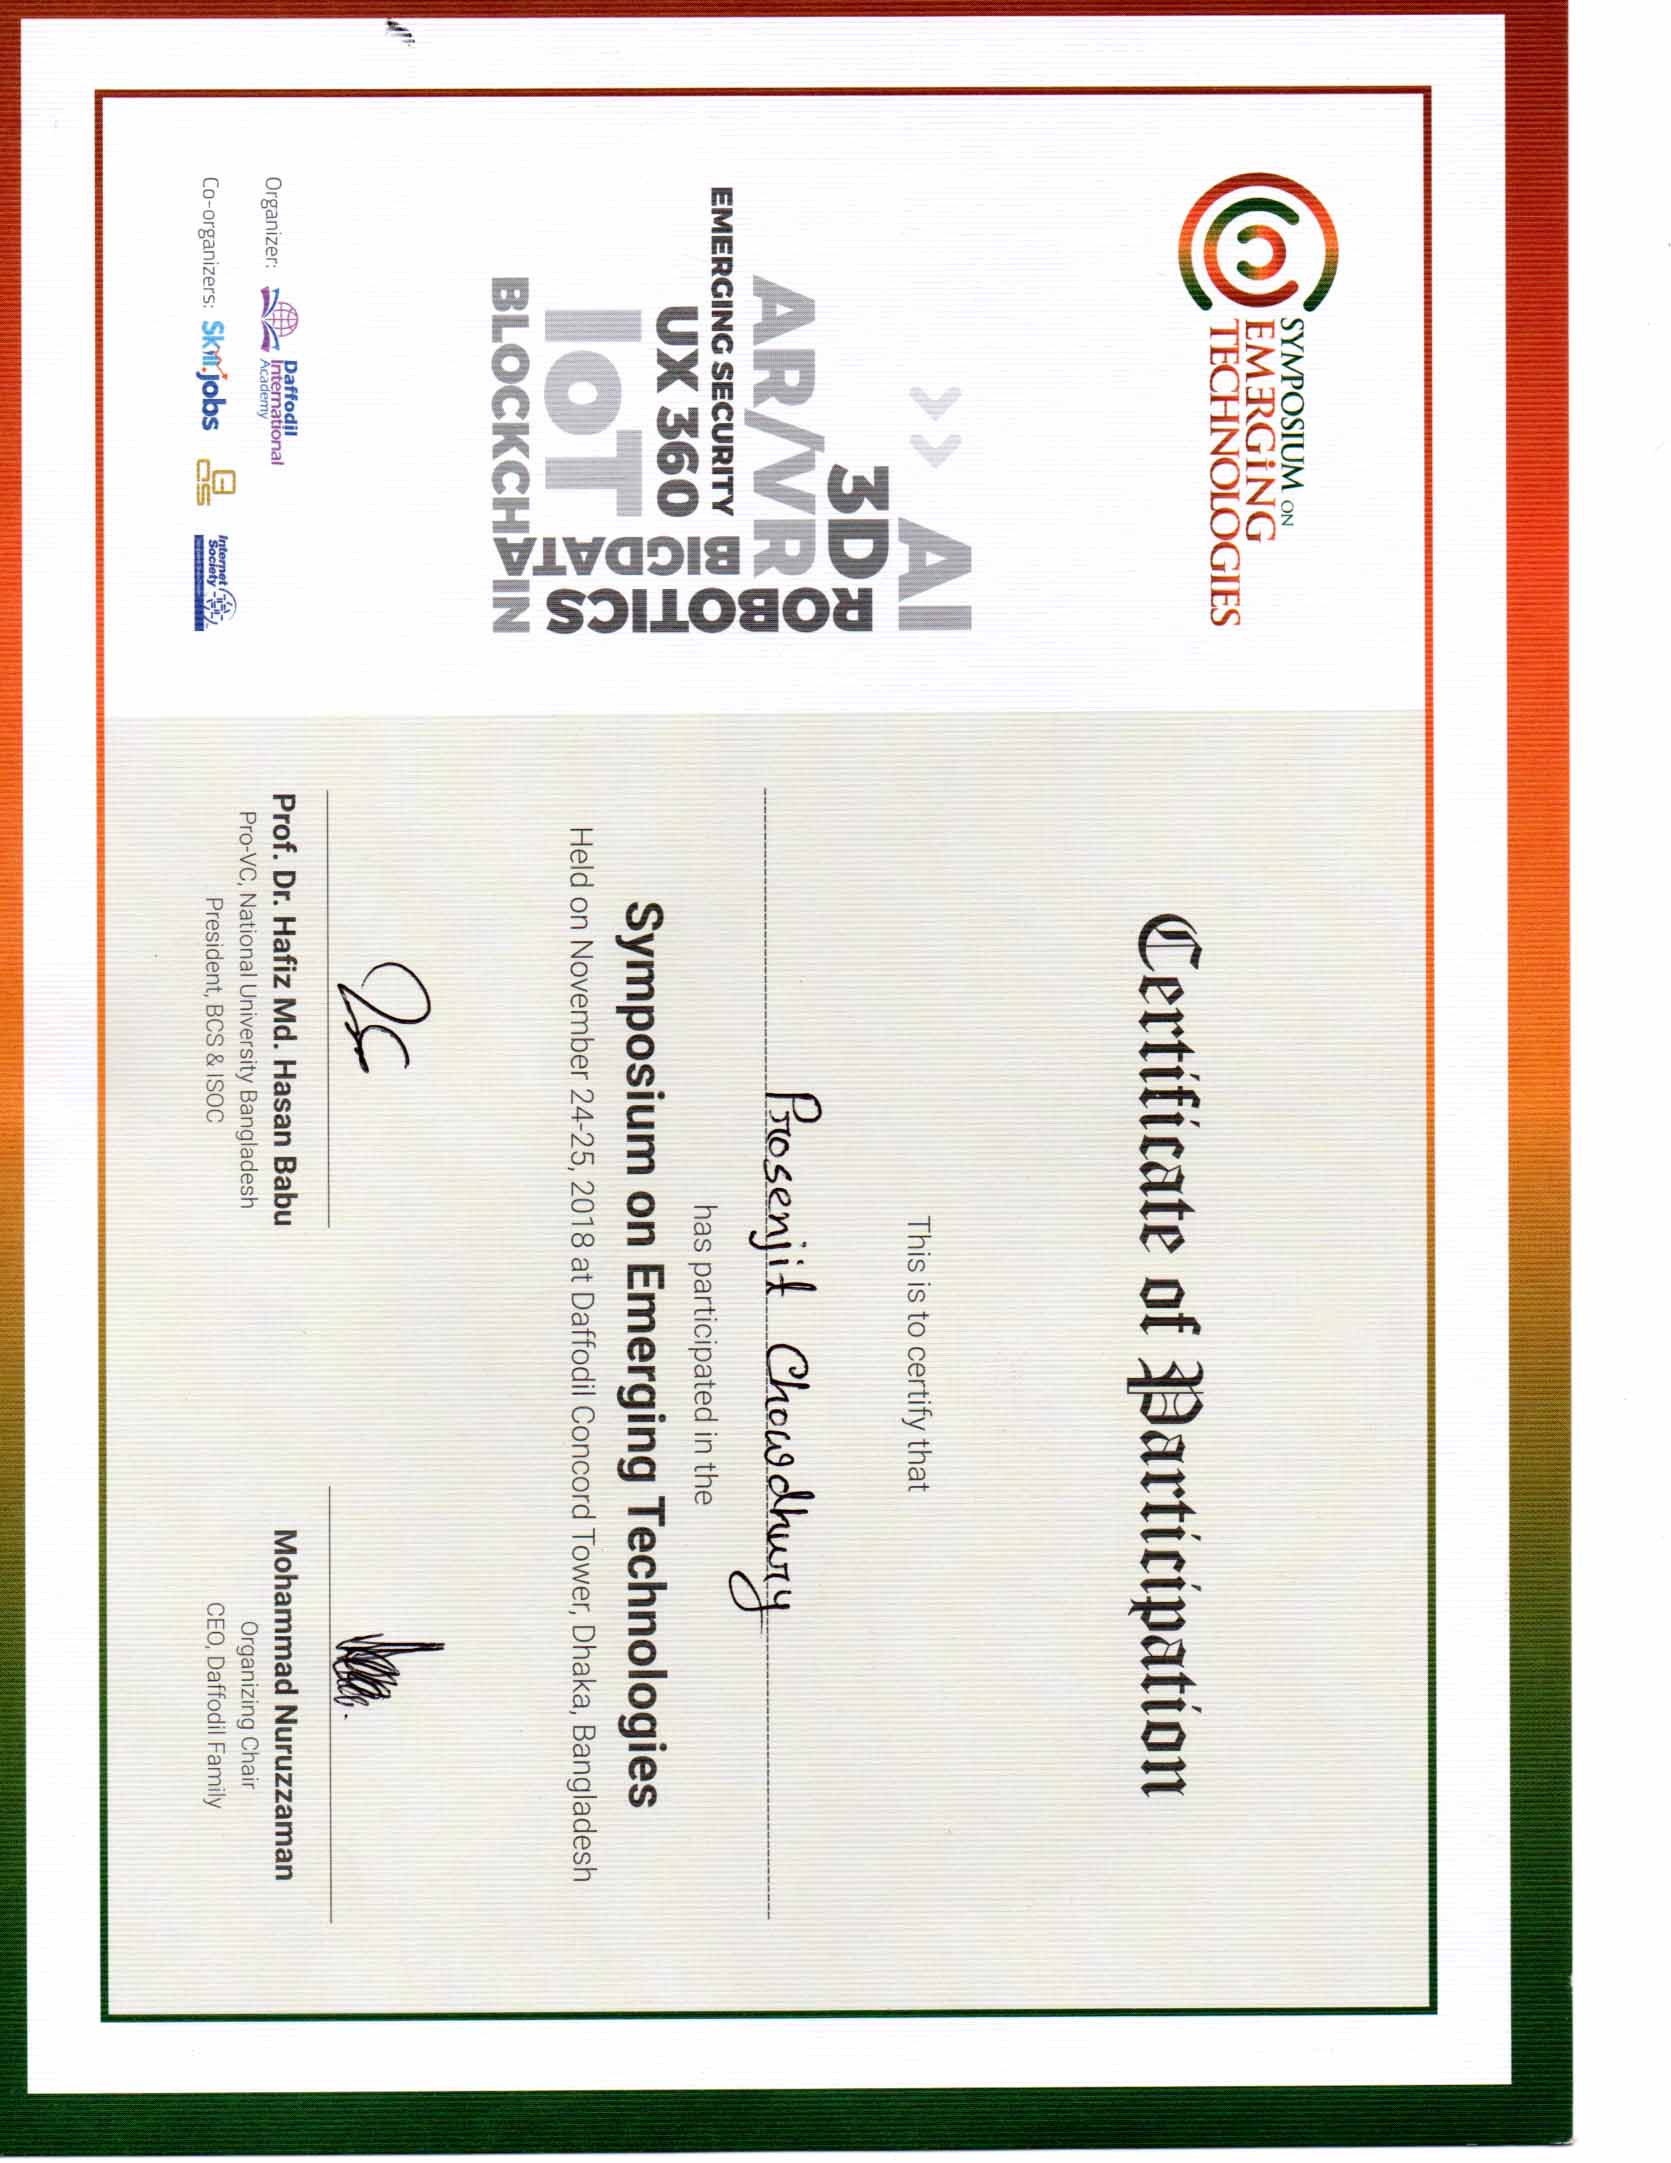 SYMPOSIUM ON
EMERGiNG
TECHNOLOGIES
>> AI
3D
ROBOTICS
AR/VR
EMERGING SECURITY
BIGDATA
UX 360
IoT
BLOCKCHAIN
Organizer: Daffodil
International
Academy
Co-organizers: Skill.jobs
Internet
Society
Certificate of Participation
This is to certify that
Prosenjit Chowdhury
has participated in the
Symposium on Emerging Technologies
Held on November 24-25, 2018 at Daffodil Concord Tower, Dhaka, Bangladesh
Prof. Dr. Hafiz Md. Hasan Babu
Pro-VC, National University Bangladesh
President, BCS & ISOC
Mohammad Nuruzzaman
Organizing Chair
CEO, Daffodil Family